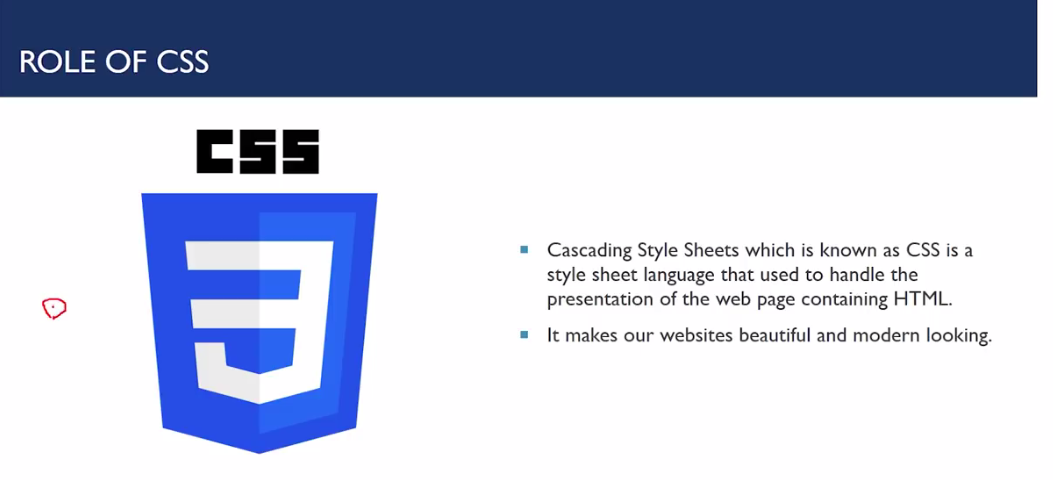 ROLE OF CSS
CSS
3
Cascading Style Sheets which is known as CSS is a
style sheet language that used to handle the
presentation of the web page containing HTML.
It makes our websites beautiful and modern looking.